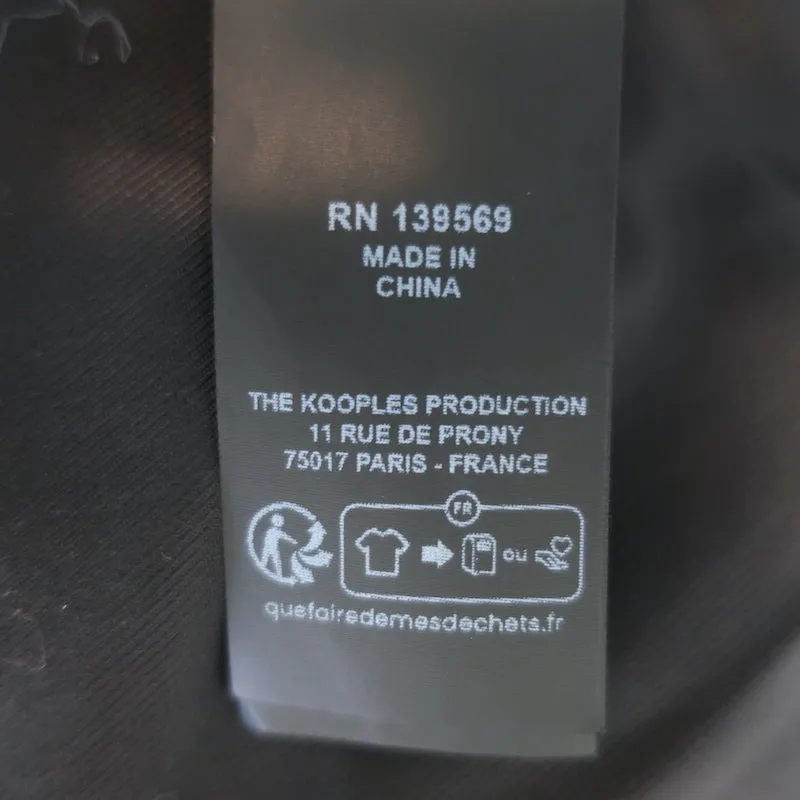 RN 139569
MADE IN
CHINA
THE KOOPLES PRODUCTION
11 RUE DE PRONY
75017 PARIS - FRANCE
FR
ou
quefairedemesdechets.fr